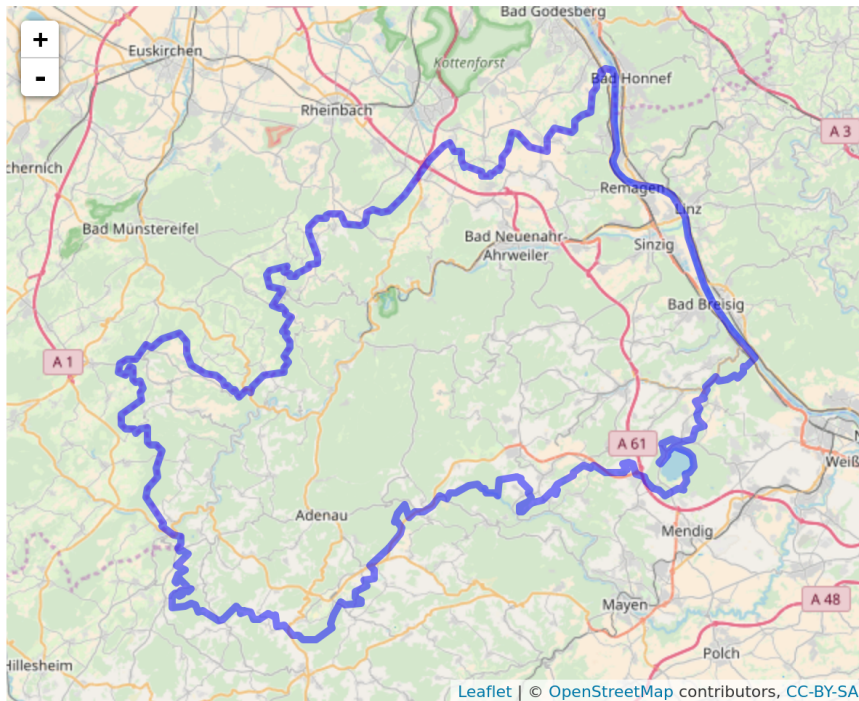 Bad Godesberg
+
Euskirchen
-
Kottenforst
Bad Honnef
Rheinbach
A 3
chernich
Remagen
Linz
Bad Münstereifel
Bad Neuenahr-
Ahrweiler
Sinzig
Bad Breisig
A 1
A 61
N
Weiß
Adenau
Mendig
Mayen
A 48
Polch
Hillesheim
Leaflet | © OpenStreetMap contributors, CC-BY-SA